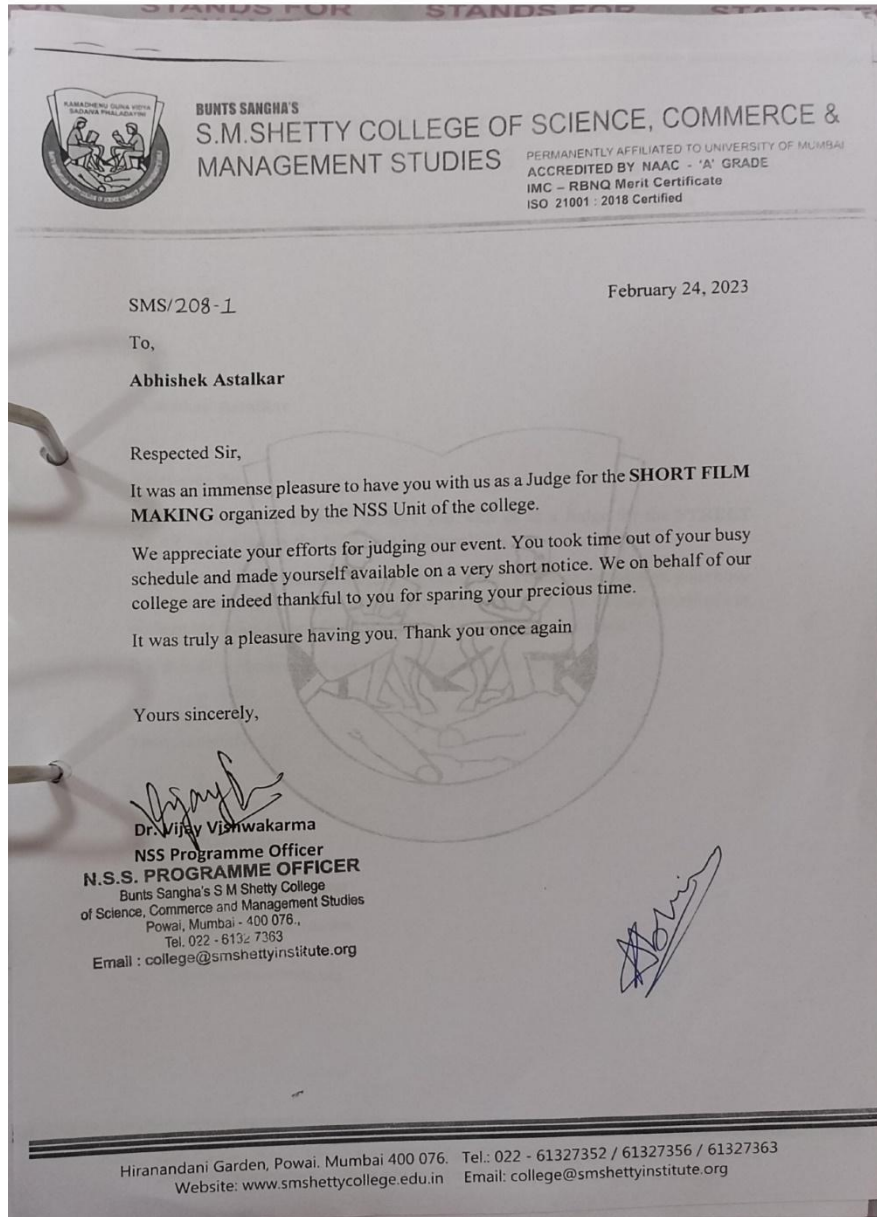 STANDS FOR STANDS FOR
KAMADHENU GUNA VIDYA
SADAIVA PHALADAYINI
BUNTS SANGHA'S
S.M.SHETTY COLLEGE OF SCIENCE, COMMERCE &
MANAGEMENT STUDIES
PERMANENTLY AFFILIATED TO UNIVERSITY OF MUMBAI
ACCREDITED BY NAAC - 'A' GRADE
IMC – RBNQ Merit Certificate
ISO 21001 : 2018 Certified
SMS/208-1
February 24, 2023
To,
Abhishek Astalkar
Respected Sir,
It was an immense pleasure to have you with us as a Judge for the SHORT FILM
MAKING organized by the NSS Unit of the college.
We appreciate your efforts for judging our event. You took time out of your busy
schedule and made yourself available on a very short notice. We on behalf of our
college are indeed thankful to you for sparing your precious time.
It was truly a pleasure having you. Thank you once again
Yours sincerely,
Dr. Vijay Vishwakarma
NSS Programme Officer
N.S.S. PROGRAMME OFFICER
Bunts Sangha's S M Shetty College
of Science, Commerce and Management Studies
Powai, Mumbai - 400 076.,
Tel. 022 - 6132 7363
Email : college@smshettyinstitute.org
Hiranandani Garden, Powai. Mumbai 400 076. Tel.: 022 - 61327352 / 61327356 / 61327363
Website: www.smshettycollege.edu.in Email: college@smshettyinstitute.org